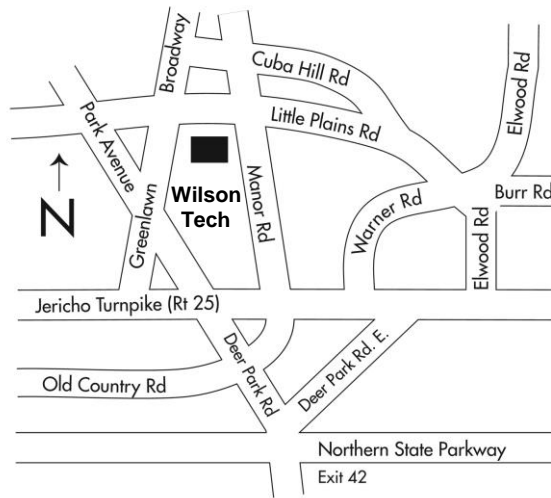 Broadway
Cuba Hill Rd
Elwood Rd
Park Avenue
Little Plains Rd
N
Wilson
Tech
Manor Rd
Greenlawn
Warner Rd
Burr Rd
Elwood Rd
Jericho Turnpike (Rt 25)
Deer Park Rd
Deer Park Rd. E.
Old Country Rd
Northern State Parkway
Exit 42